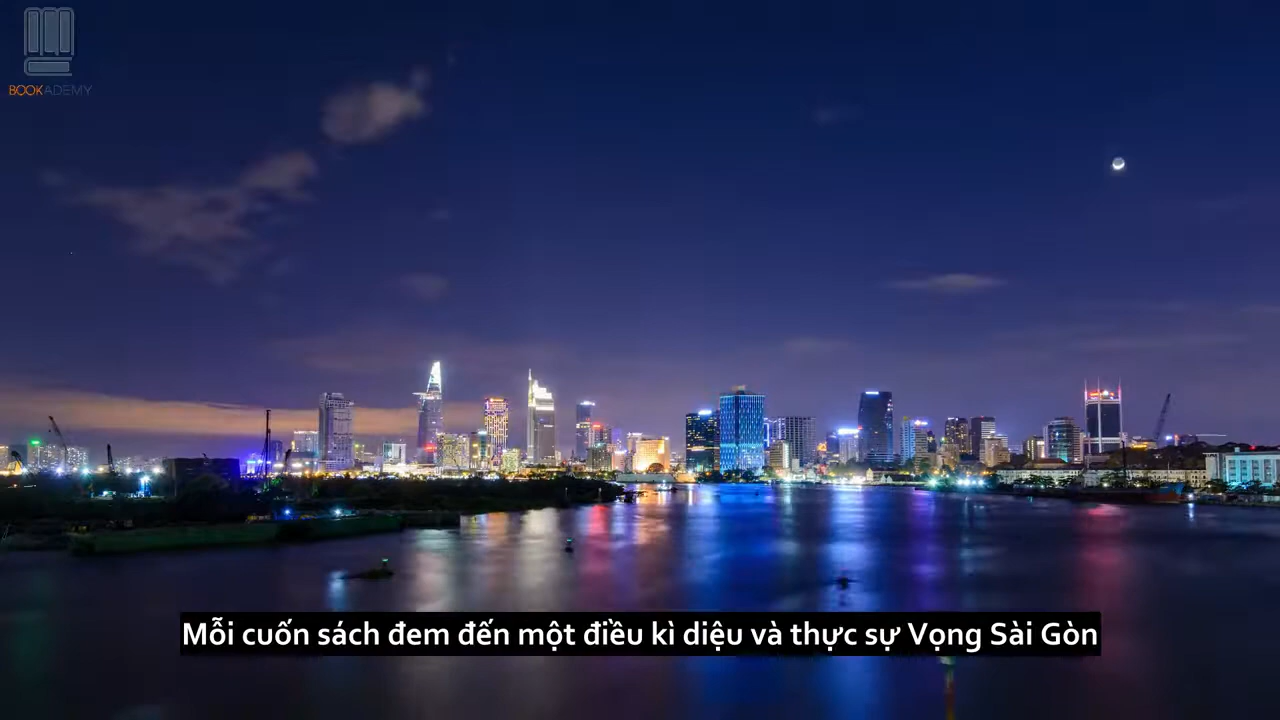 BOOKADEMY
Mỗi cuốn sách đem đến một điều kì diệu và thực sự Vọng Sài Gòn